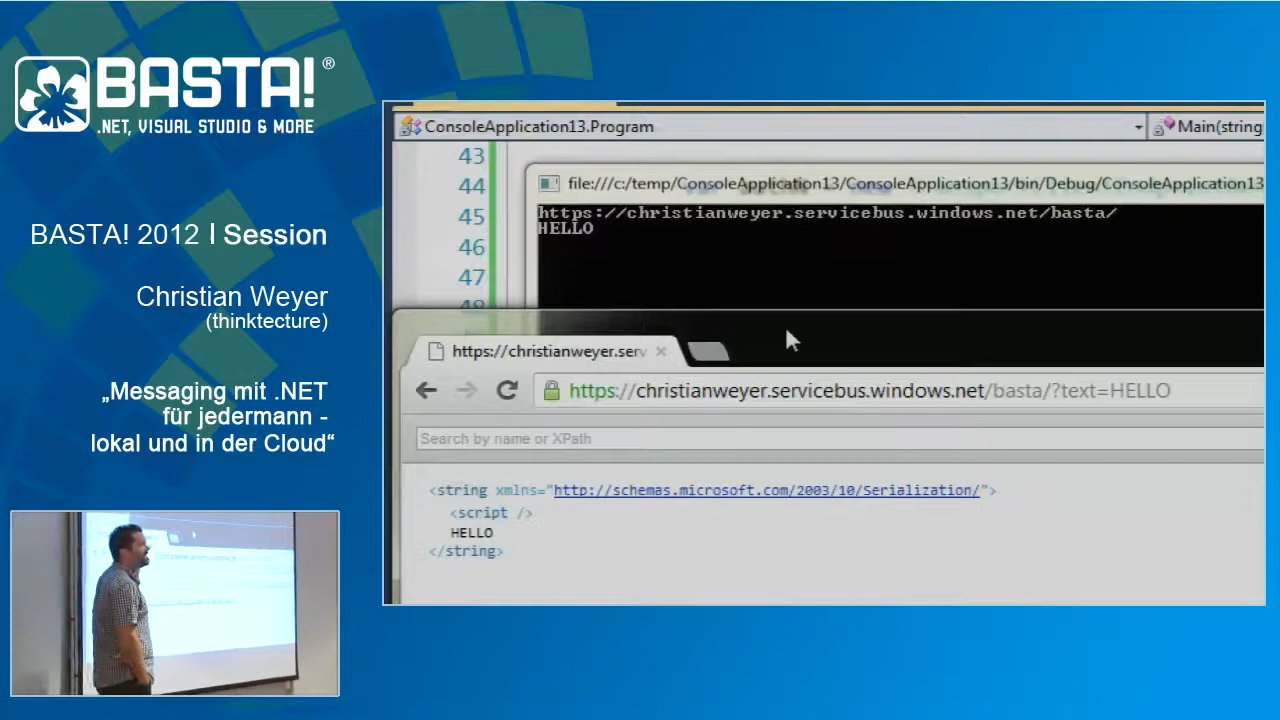 BASTA!®
.NET, VISUAL STUDIO & MORE
BASTA! 2012 | Session
Christian Weyer
(thinktecture)
„Messaging mit .NET
für jedermann -
lokal und in der Cloud“
ConsoleApplication13.Program
Main(string
43
44
file:///c:/temp/ConsoleApplication13/ConsoleApplication13/bin/Debug/ConsoleApplication13
45
https://christianweyer.servicebus.windows.net/basta/
HELLO
46
47
48
https://christianweyer.serv
https://christianweyer.servicebus.windows.net/basta/?text=HELLO
Search by name or XPath
<string xmlns="http://schemas.microsoft.com/2003/10/Serialization/">
<script />
HELLO
</string>